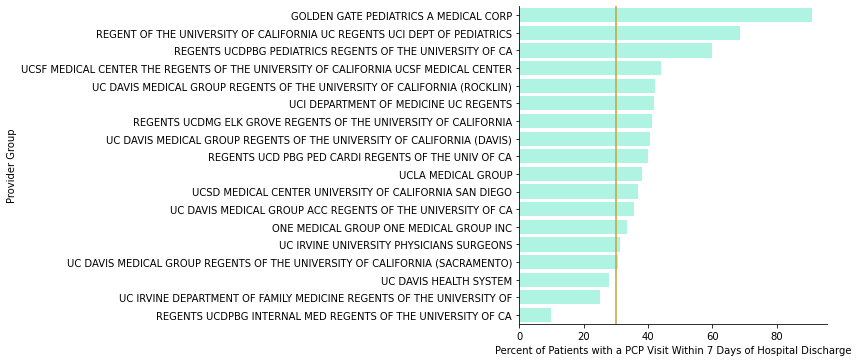 GOLDEN GATE PEDIATRICS A MEDICAL CORP
REGENT OF THE UNIVERSITY OF CALIFORNIA UC REGENTS UCI DEPT OF PEDIATRICS
REGENTS UCDPBG PEDIATRICS REGENTS OF THE UNIVERSITY OF CA
UCSF MEDICAL CENTER THE REGENTS OF THE UNIVERSITY OF CALIFORNIA UCSF MEDICAL CENTER
UC DAVIS MEDICAL GROUP REGENTS OF THE UNIVERSITY OF CALIFORNIA (ROCKLIN)
UCI DEPARTMENT OF MEDICINE UC REGENTS
REGENTS UCDMG ELK GROVE REGENTS OF THE UNIVERSITY OF CALIFORNIA
UC DAVIS MEDICAL GROUP REGENTS OF THE UNIVERSITY OF CALIFORNIA (DAVIS)
REGENTS UCD PBG PED CARDI REGENTS OF THE UNIV OF CA
UCLA MEDICAL GROUP
UCSD MEDICAL CENTER UNIVERSITY OF CALIFORNIA SAN DIEGO
UC DAVIS MEDICAL GROUP ACC REGENTS OF THE UNIVERSITY OF CA
ONE MEDICAL GROUP ONE MEDICAL GROUP INC
UC IRVINE UNIVERSITY PHYSICIANS SURGEONS
UC DAVIS MEDICAL GROUP REGENTS OF THE UNIVERSITY OF CALIFORNIA (SACRAMENTO)
UC DAVIS HEALTH SYSTEM
UC IRVINE DEPARTMENT OF FAMILY MEDICINE REGENTS OF THE UNIVERSITY OF
REGENTS UCDPBG INTERNAL MED REGENTS OF THE UNIVERSITY OF CA
Provider Group
0 20 40 60 80
Percent of Patients with a PCP Visit Within 7 Days of Hospital Discharge